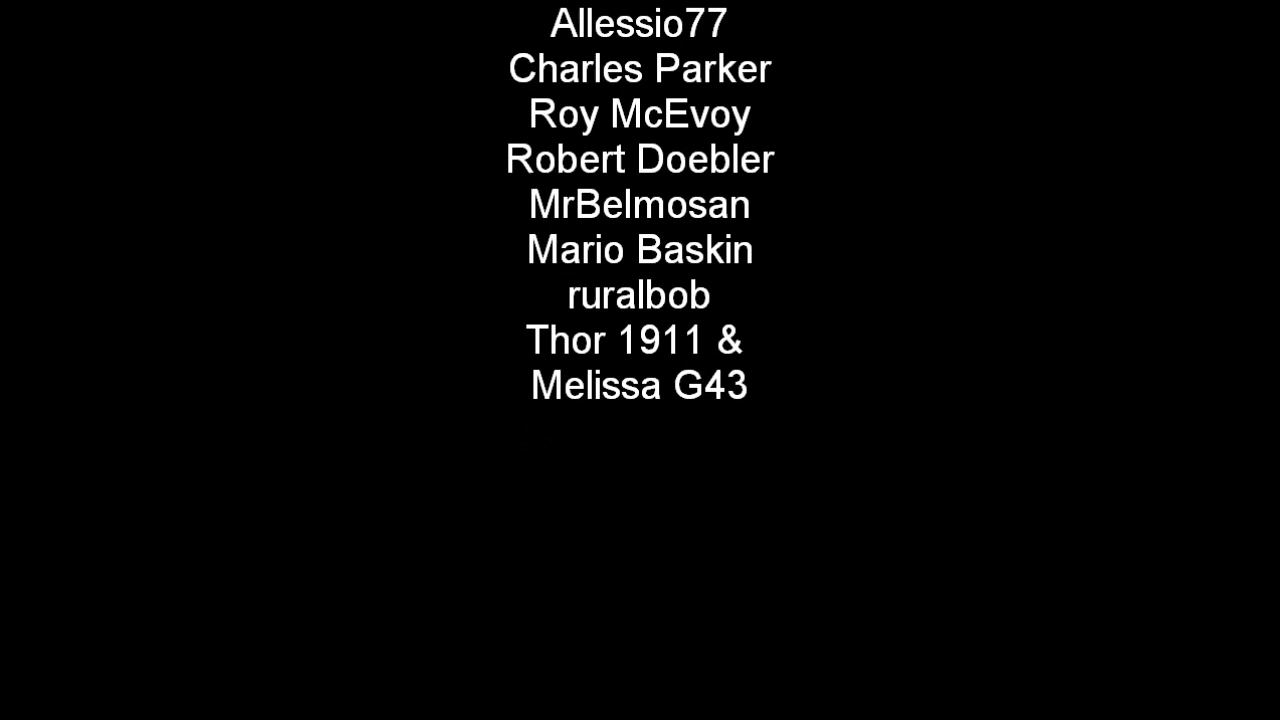 Allessio77
Charles Parker
Roy McEvoy
Robert Doebler
MrBelmosan
Mario Baskin
ruralbob
Thor 1911 &
Melissa G43